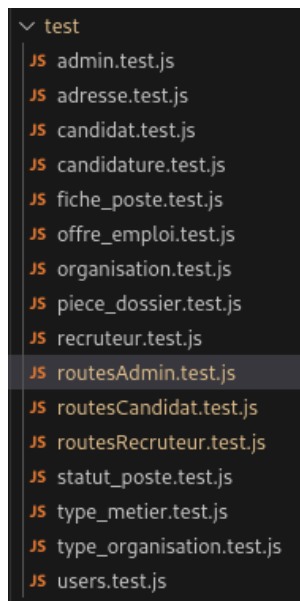 test
JS admin.test.js
JS adresse.test.js
JS candidat.test.js
JS candidature.test.js
JS fiche_poste.test.js
JS offre_emploi.test.js
JS organisation.test.js
JS piece_dossier.test.js
JS recruteur.test.js
JS routesAdmin.test.js
JS routesCandidat.test.js
JS routesRecruteur.test.js
JS statut_poste.test.js
JS type_metier.test.js
JS type_organisation.test.js
JS users.test.js